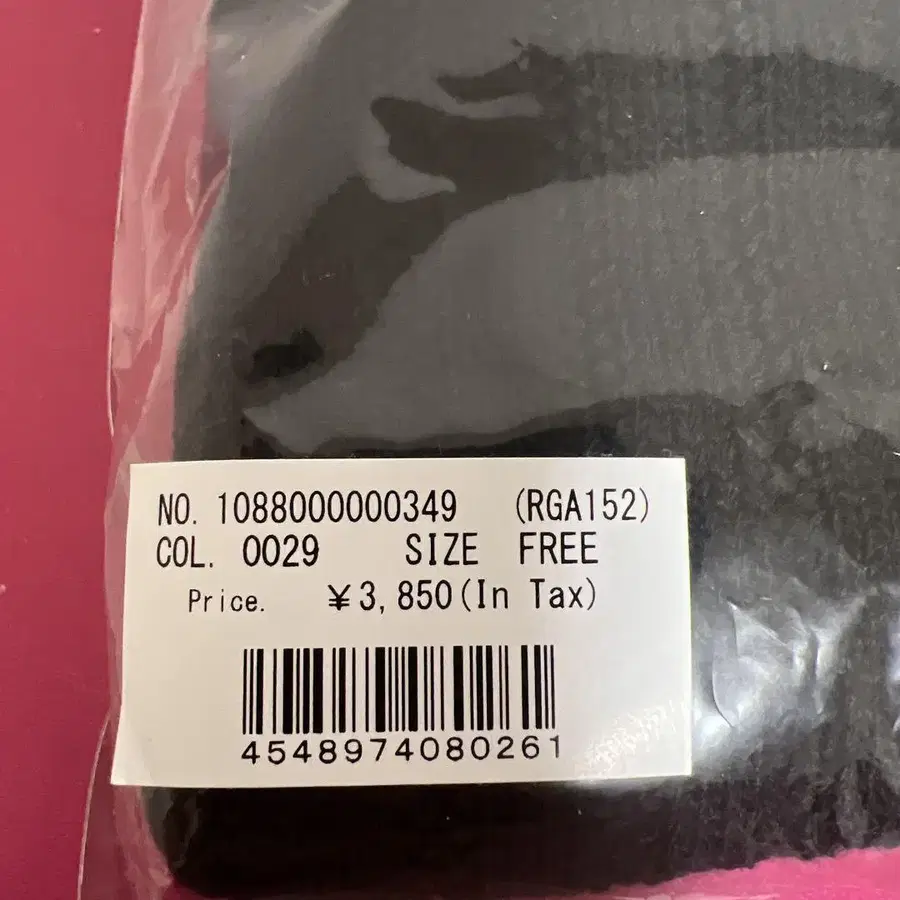 NO. 1088000000349 (RGA152)
COL. 0029 SIZE FREE
Price. ¥3,850(In Tax)
4548974080261